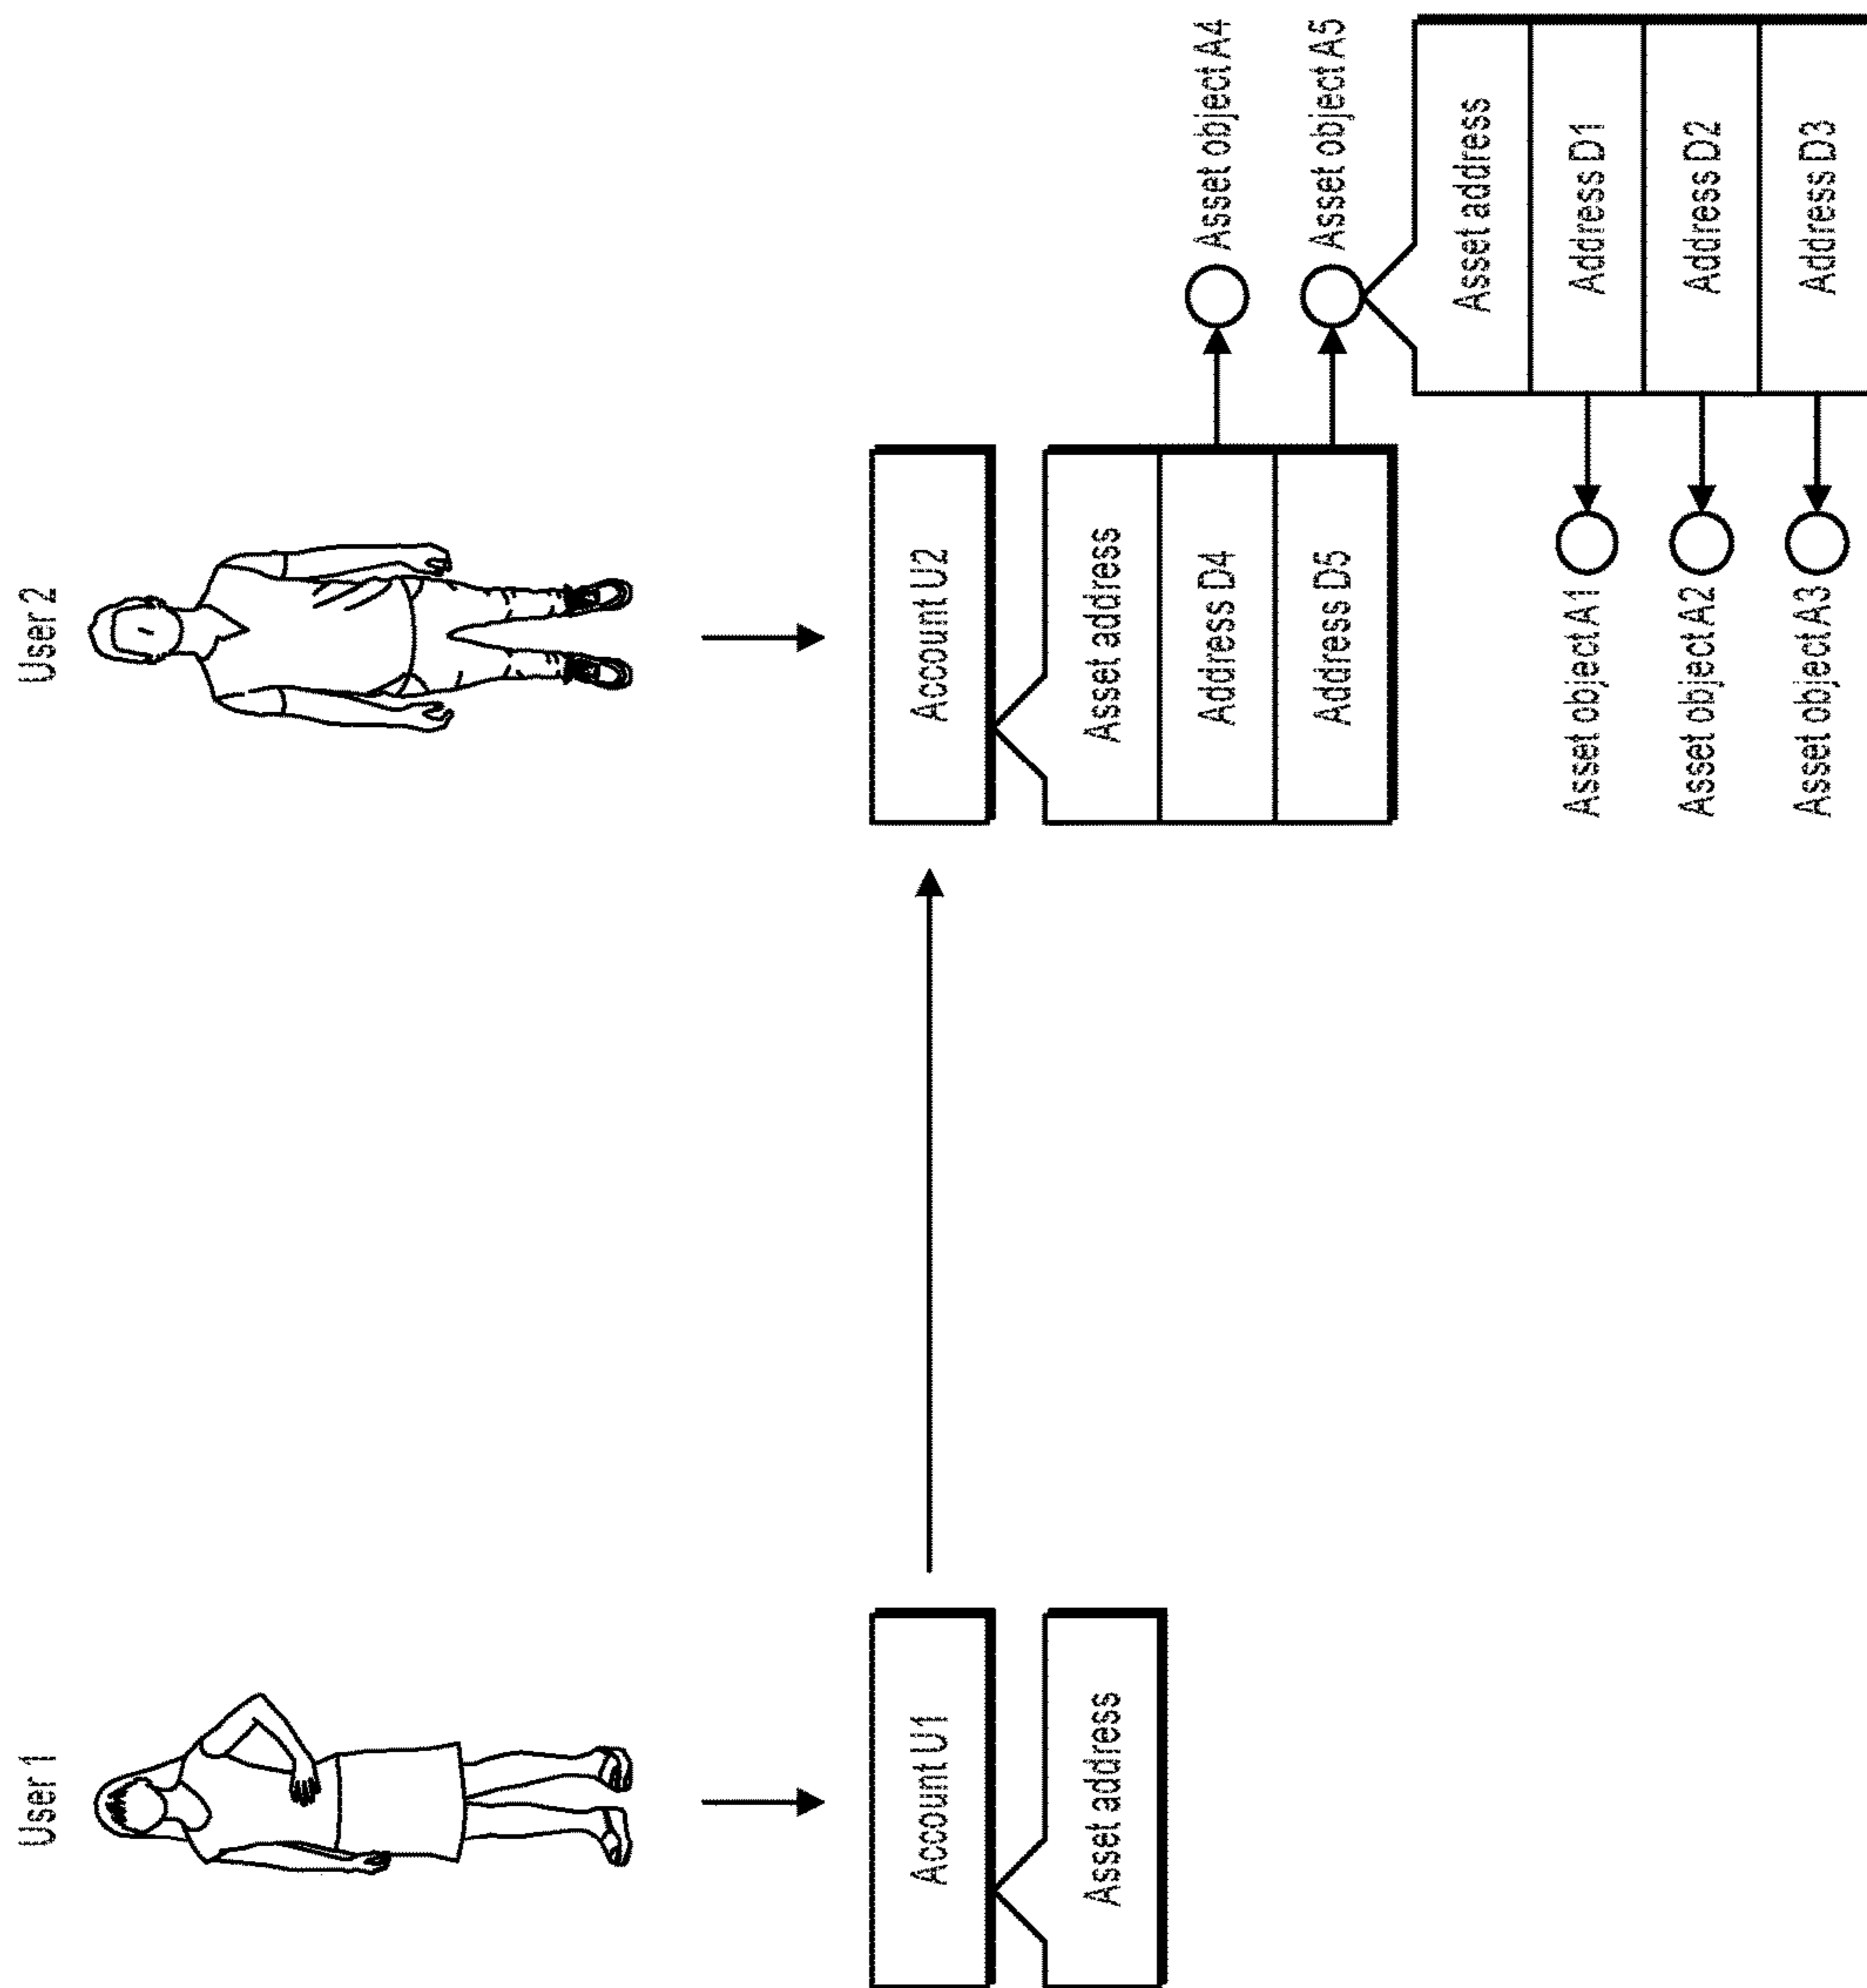 User 1
User 2
Account U1
Account U2
Asset address
Asset address
Address D4
Asset object A4
Address D5
Asset object A5
Asset address
Asset object A1
Address D1
Asset object A2
Address D2
Asset object A3
Address D3